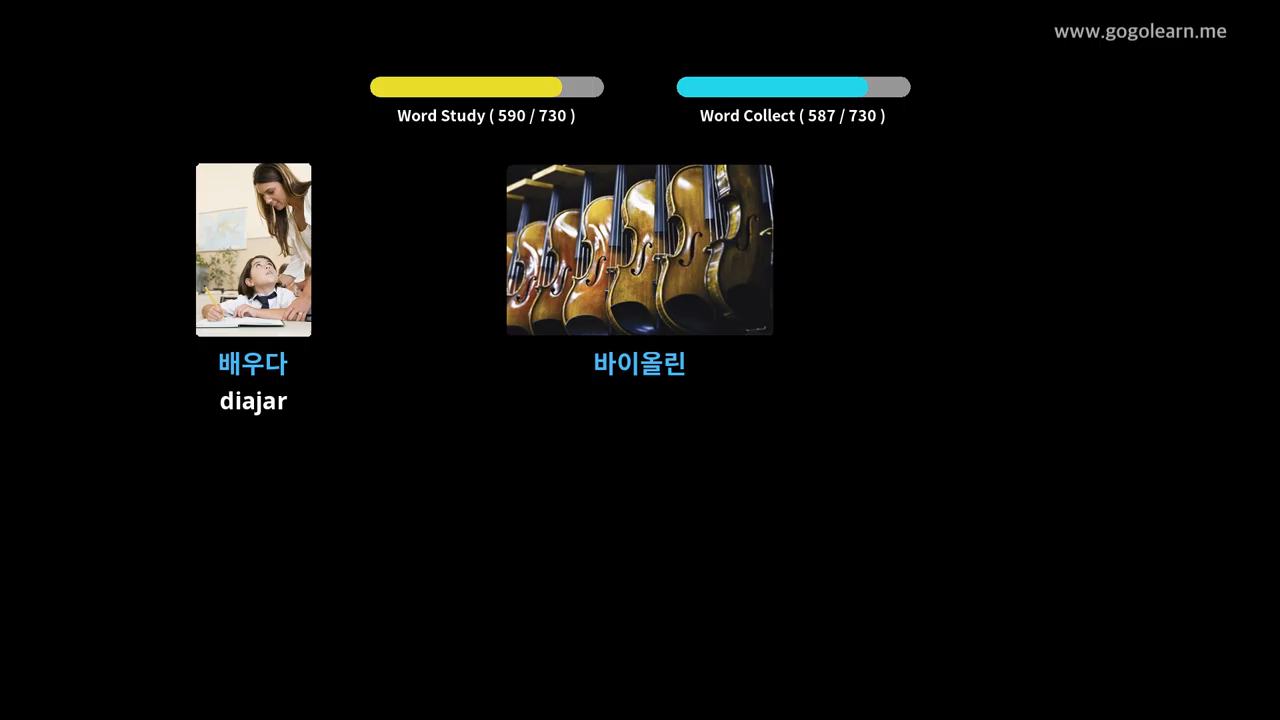 www.gogolearn.me
Word Study ( 590 / 730 )
Word Collect ( 587 / 730 )
배우다
diajar
바이올린